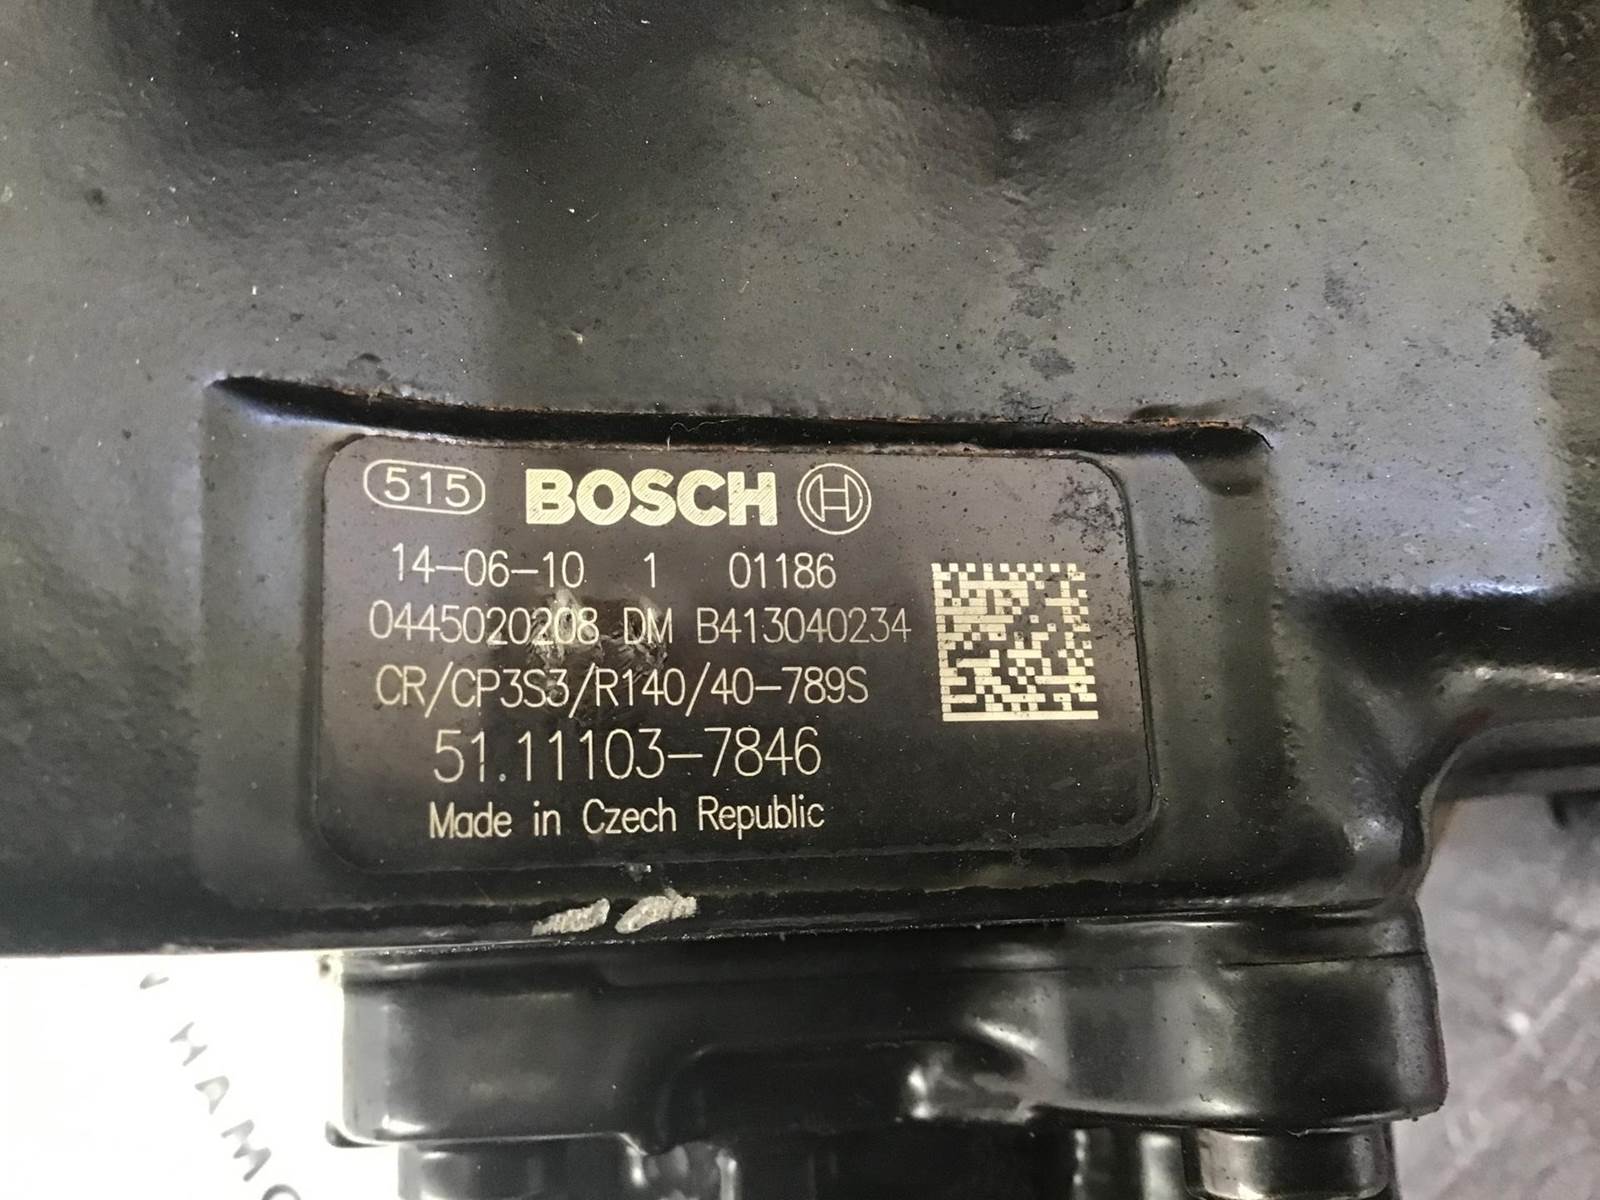 515 BOSCH
14-06-10 1 01186
0445020208 DM B413040234
CR/CP3S3/R140/40-789S
51.11103-7846
Made in Czech Republic